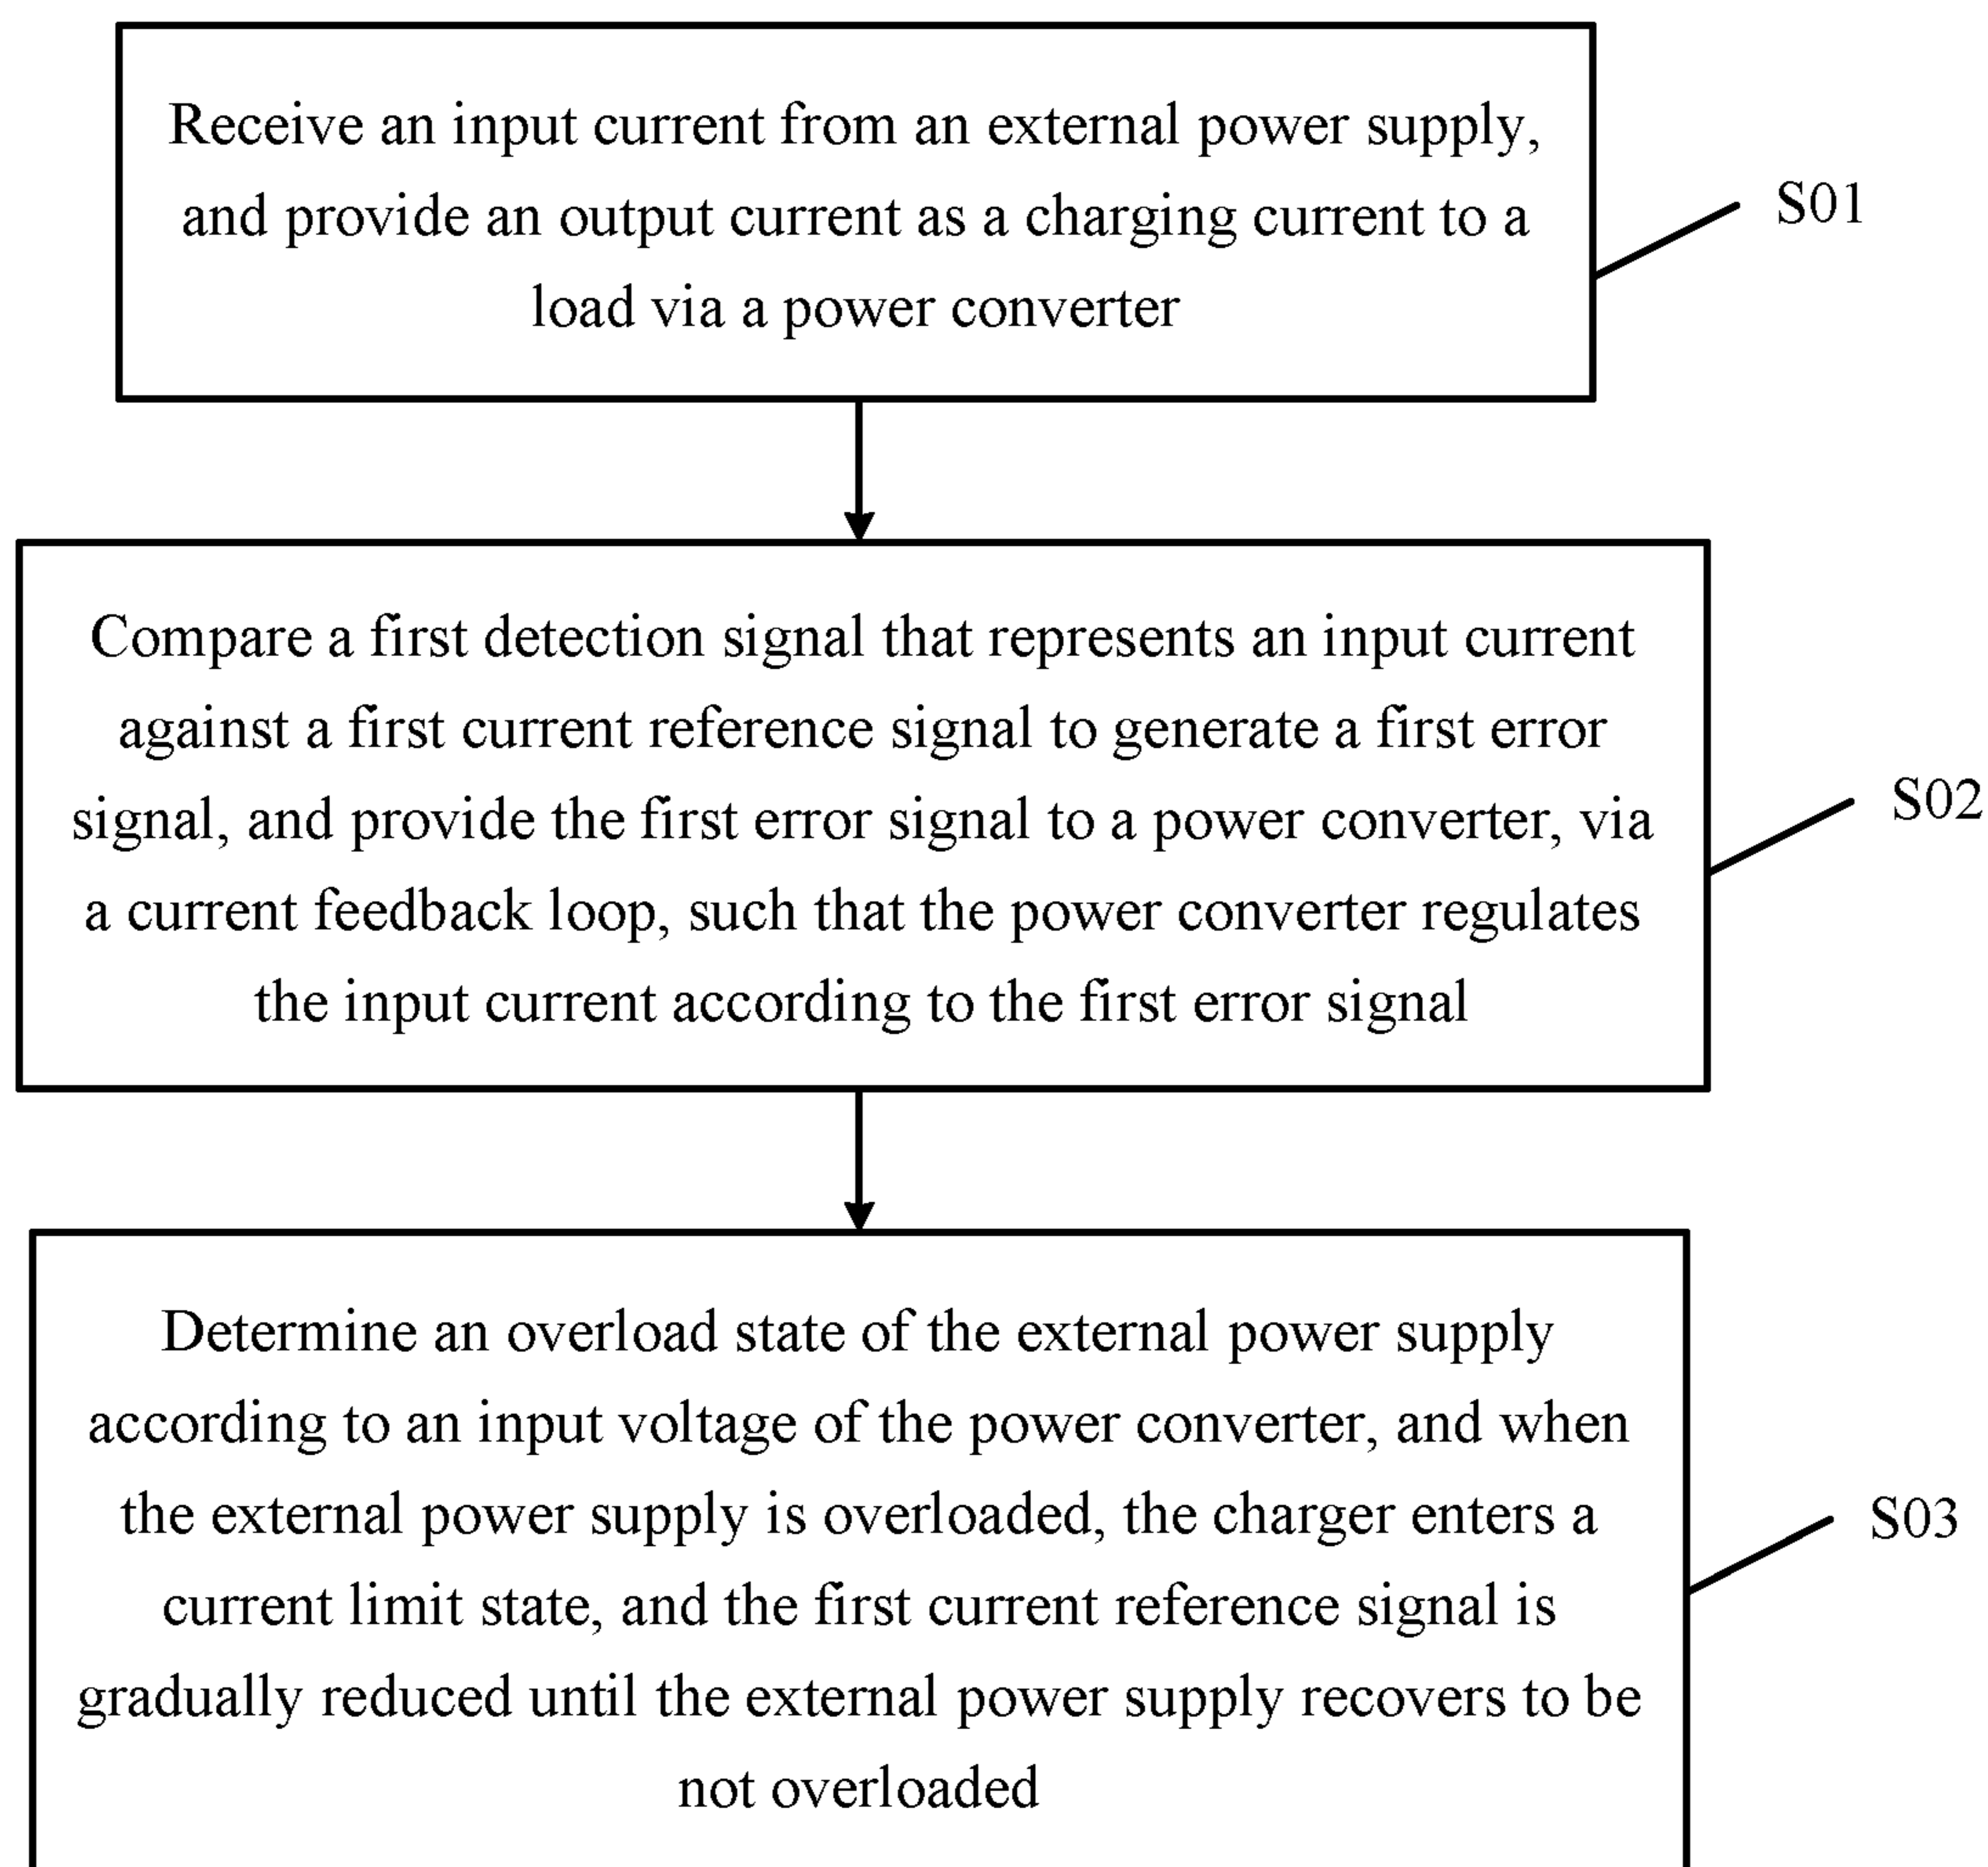 Receive an input current from an external power supply,
and provide an output current as a charging current to a
load via a power converter
S01
Compare a first detection signal that represents an input current
against a first current reference signal to generate a first error
signal, and provide the first error signal to a power converter, via
a current feedback loop, such that the power converter regulates
the input current according to the first error signal
S02
Determine an overload state of the external power supply
according to an input voltage of the power converter, and when
the external power supply is overloaded, the charger enters a
current limit state, and the first current reference signal is
gradually reduced until the external power supply recovers to be
not overloaded
S03